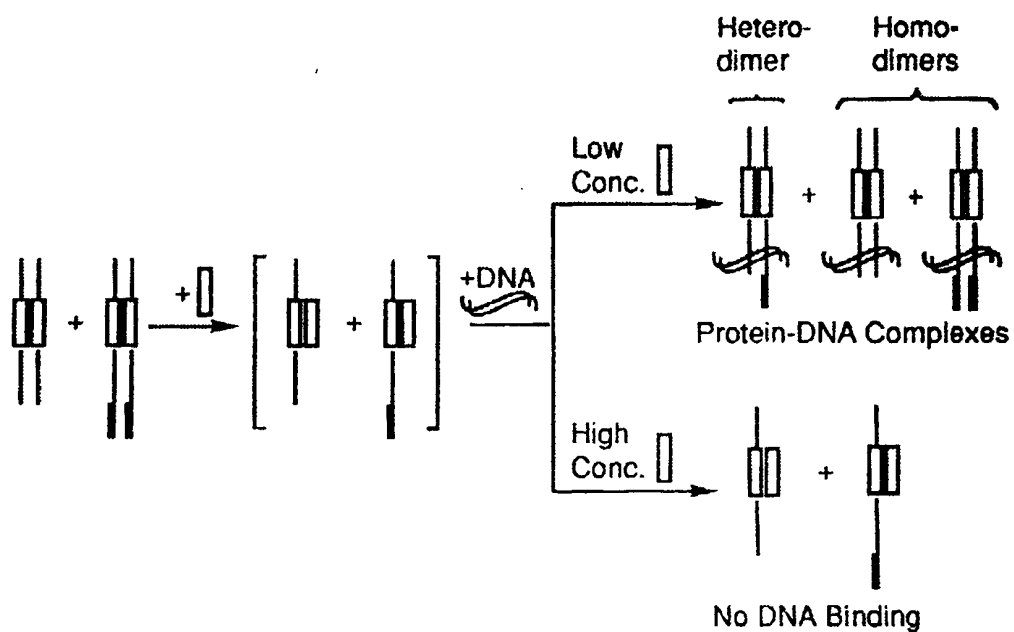 Hetero-
dimer
Homo-
dimers
Low
Conc.
+
+
+
+
+
+DNA
Protein-DNA Complexes
High
Conc.
+
No DNA Binding